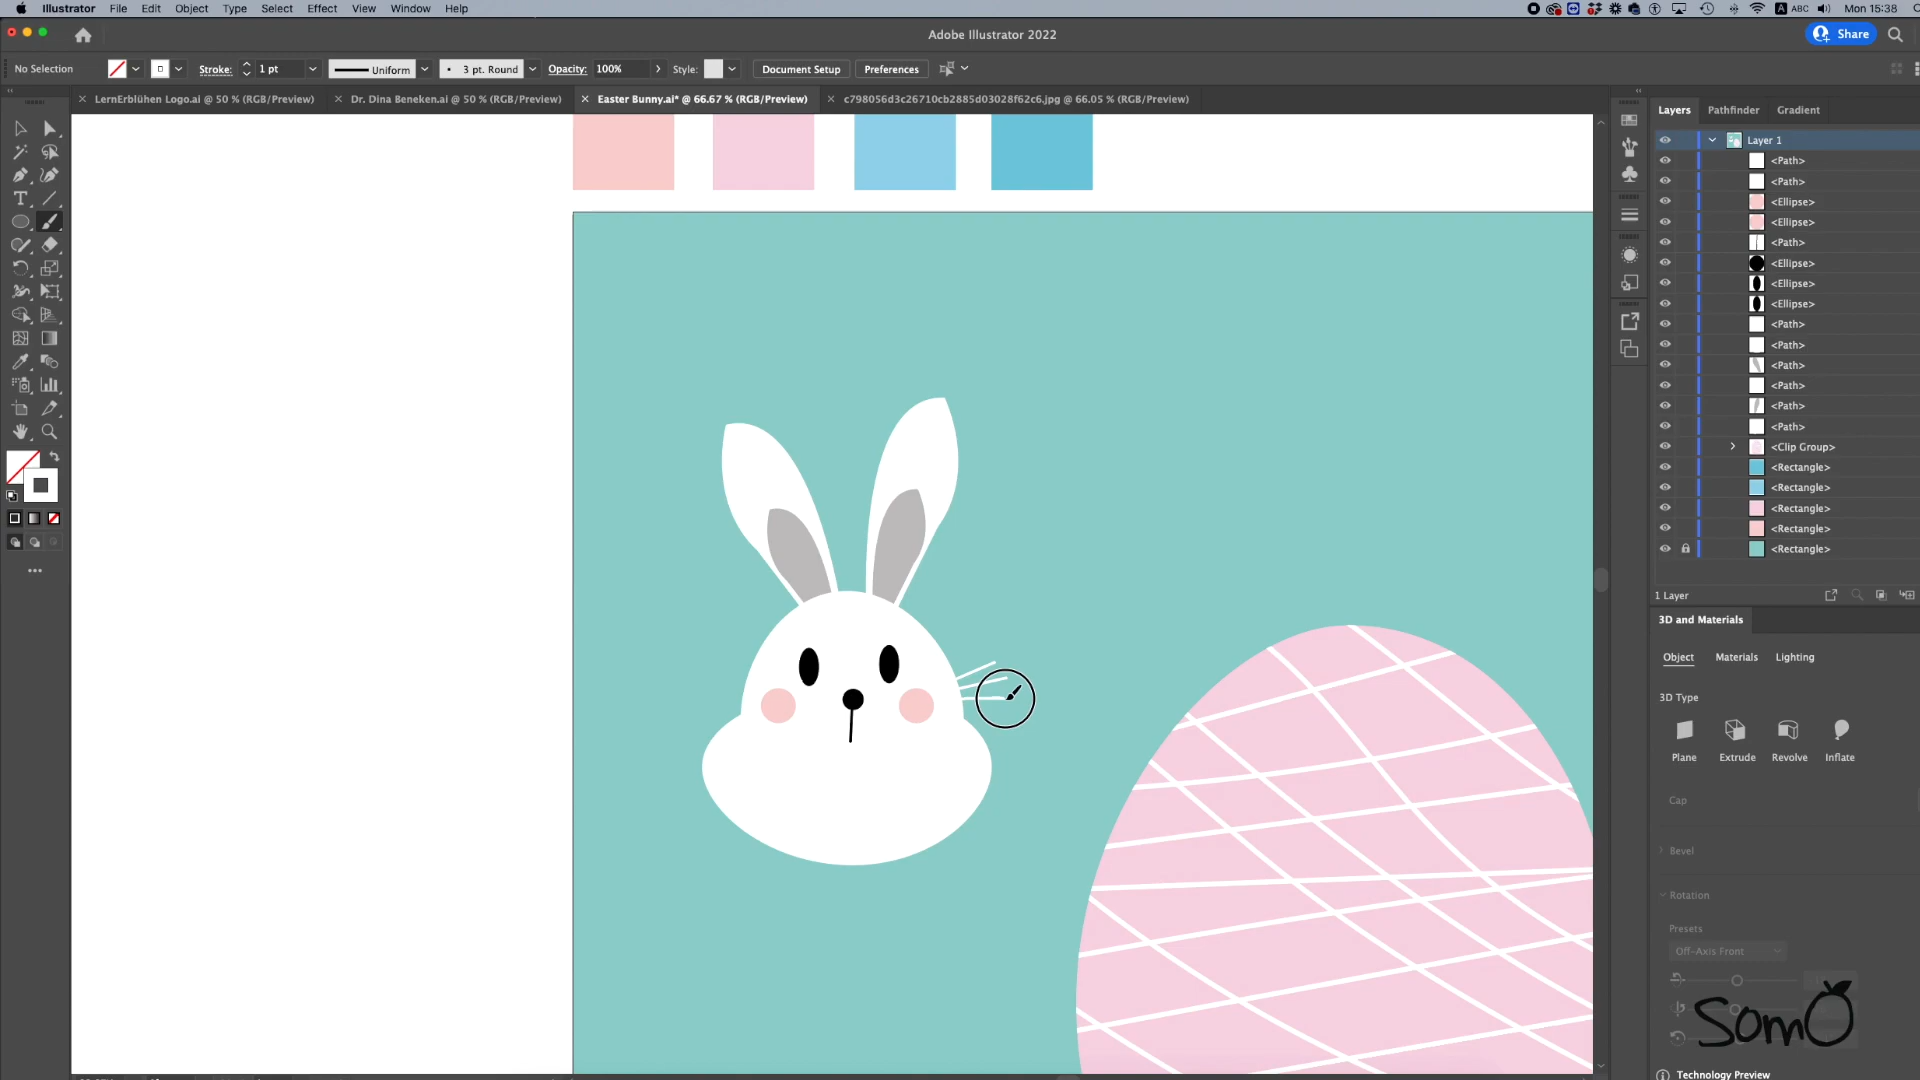 Illustrator File Edit Object Type Select Effect View Window Help
A ABC Mon 15:38
Adobe Illustrator 2022
Share
No Selection Stroke: 1 pt Uniform 3 pt. Round Opacity: 100% Style: Document Setup Preferences
LernErblühen Logo.ai @ 50 % (RGB/Preview) Dr. Dina Beneken.ai @ 50 % (RGB/Preview) Easter Bunny.ai* @ 66.67 % (RGB/Preview) c798056d3c26710cb2885d03028f62c6.jpg @ 66.05 % (RGB/Preview)
Layers Pathfinder Gradient
Layer 1
<Path>
<Path>
<Ellipse>
<Ellipse>
<Path>
<Ellipse>
<Ellipse>
<Ellipse>
<Path>
<Path>
<Path>
<Path>
<Path>
<Path>
<Clip Group>
<Rectangle>
<Rectangle>
<Rectangle>
<Rectangle>
<Rectangle>
1 Layer
3D and Materials
Object Materials Lighting
3D Type
Plane Extrude Revolve Inflate
Cap
Bevel
Rotation
Presets
Off-Axis Front
SomO
Technology Preview